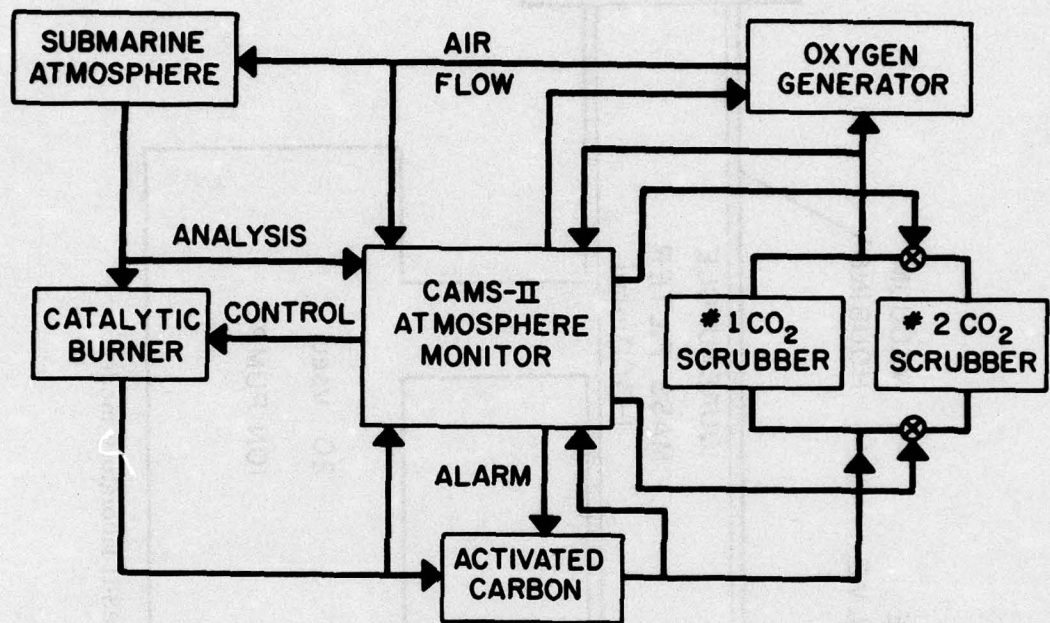 SUBMARINE
ATMOSPHERE
AIR
FLOW
OXYGEN
GENERATOR
ANALYSIS
CATALYTIC
BURNER
CONTROL
CAMS-II
ATMOSPHERE
MONITOR
# 1 CO₂
SCRUBBER
# 2 CO₂
SCRUBBER
ALARM
ACTIVATED
CARBON